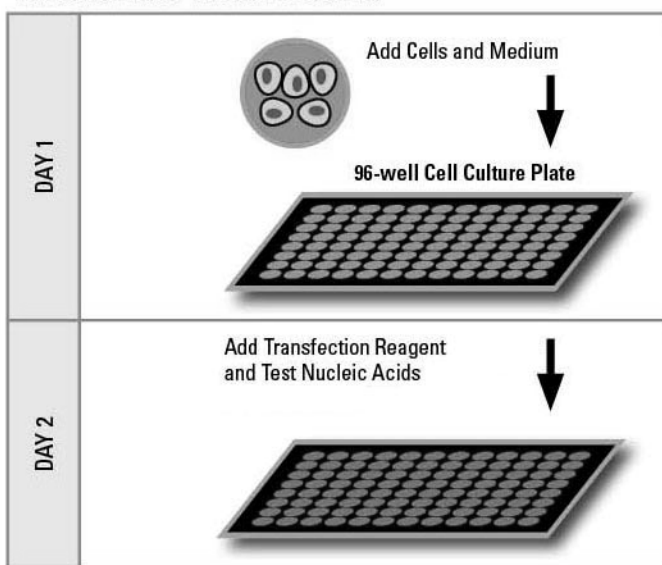 DAY 1
Add Cells and Medium
96-well Cell Culture Plate
DAY 2
Add Transfection Reagent
and Test Nucleic Acids